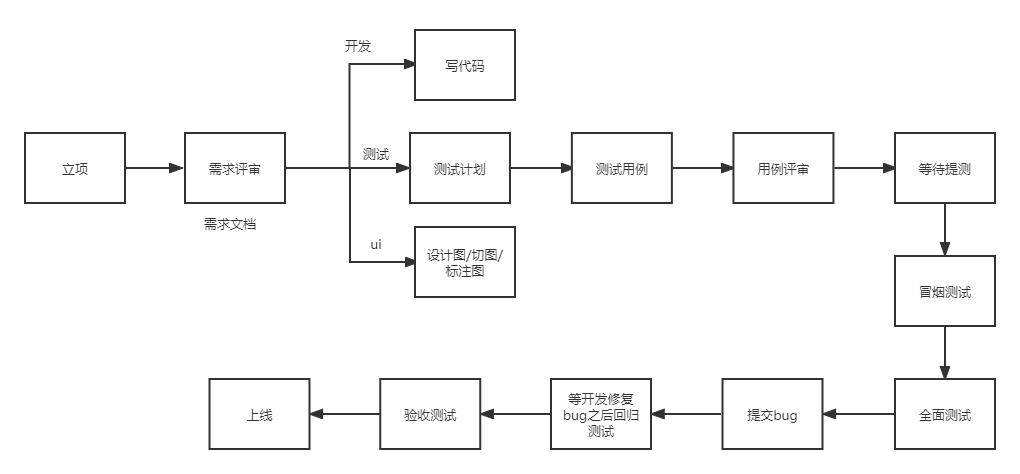 开发
写代码
立项
需求评审
测试
测试计划
测试用例
用例评审
等待提测
需求文档
ui
设计图/切图/
标注图
冒烟测试
上线
验收测试
等开发修复
bug之后回归
测试
提交bug
全面测试